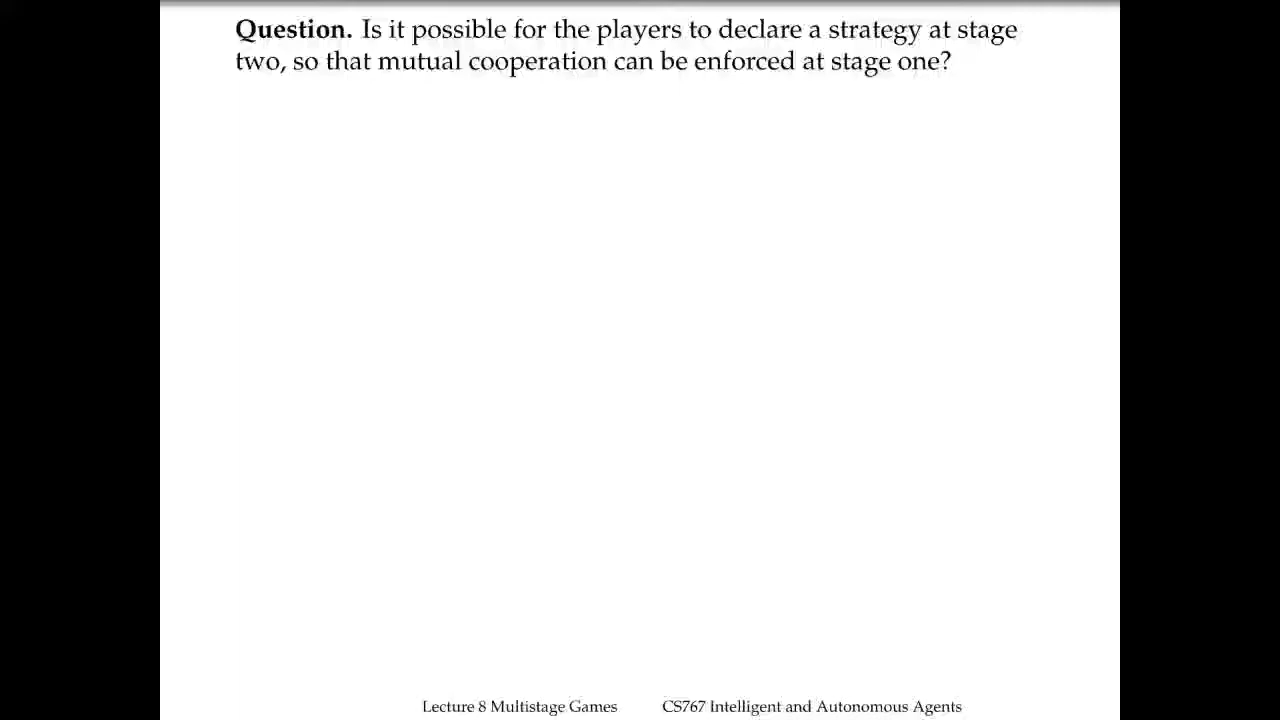 Question. Is it possible for the players to declare a strategy at stage
two, so that mutual cooperation can be enforced at stage one?
Lecture 8 Multistage Games CS767 Intelligent and Autonomous Agents